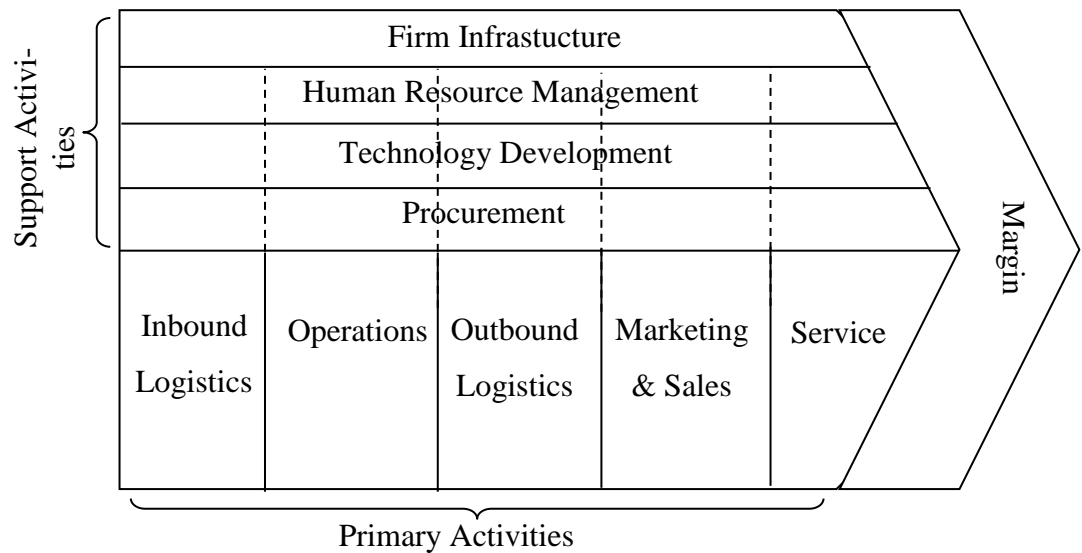 Support Activi-
ties
Firm Infrastucture
Human Resource Management
Technology Development
Procurement
Inbound
Logistics
Operations
Outbound
Logistics
Marketing
& Sales
Service
Margin
Primary Activities